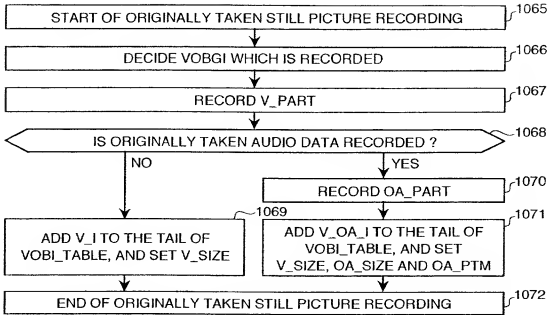 START OF ORIGINALLY TAKEN STILL PICTURE RECORDING
1065
DECIDE VOBGI WHICH IS RECORDED
1066
RECORD V_PART
1067
IS ORIGINALLY TAKEN AUDIO DATA RECORDED ?
1068
NO
YES
RECORD OA_PART
1070
1069
ADD V_I TO THE TAIL OF
VOBI_TABLE, AND SET V_SIZE
1071
ADD V_OA_I TO THE TAIL OF
VOBI_TABLE, AND SET
V_SIZE, OA_SIZE AND OA_PTM
END OF ORIGINALLY TAKEN STILL PICTURE RECORDING
1072